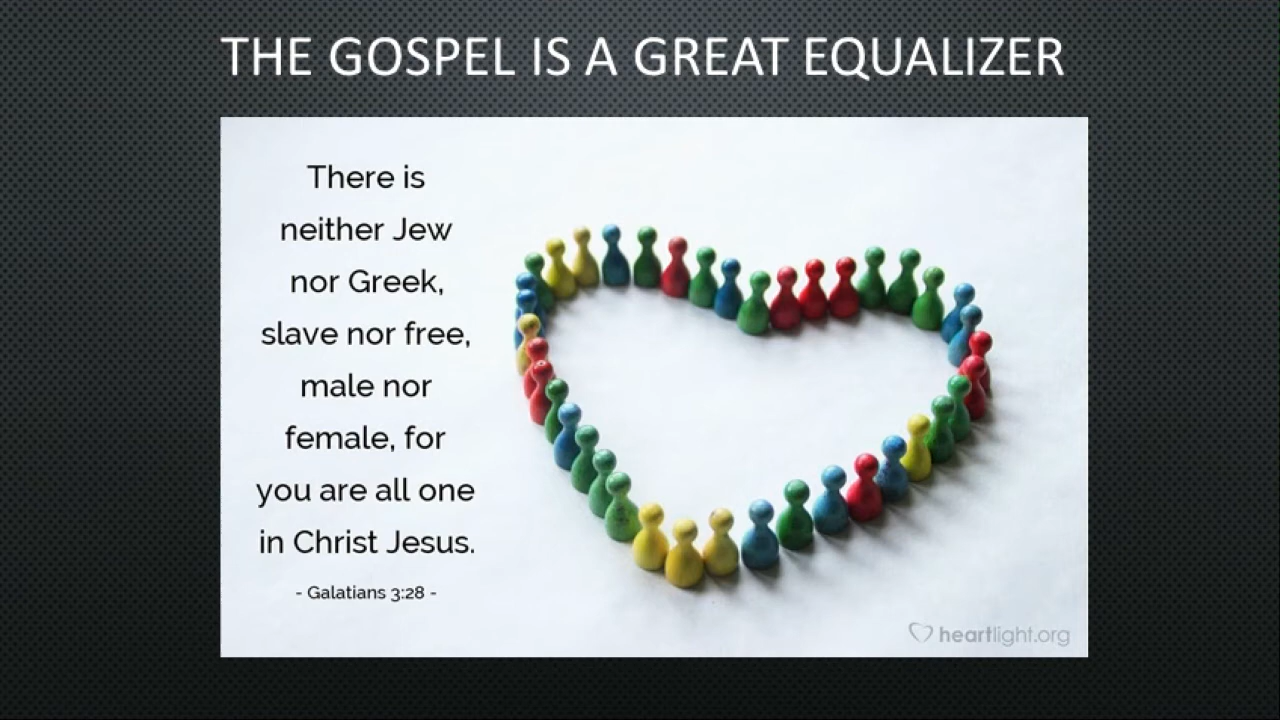 THE GOSPEL IS A GREAT EQUALIZER
There is
neither Jew
nor Greek,
slave nor free,
male nor
female, for
you are all one
in Christ Jesus.
- Galatians 3:28 -
heartlight.org